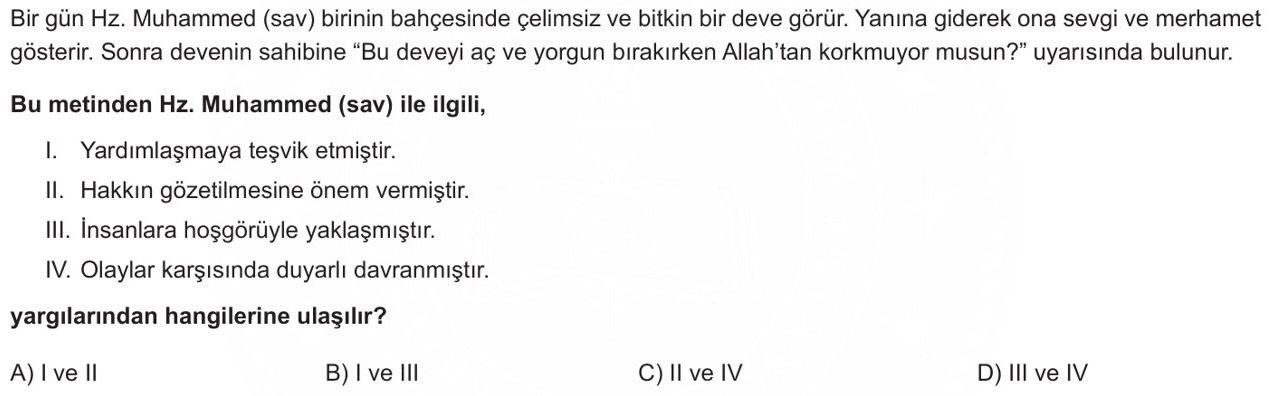 Bir gün Hz. Muhammed (sav) birinin bahçesinde çelimsiz ve bitkin bir deve görür. Yanına giderek ona sevgi ve merhamet
gösterir. Sonra devenin sahibine “Bu deveyi aç ve yorgun bırakırken Allah’tan korkmuyor musun?” uyarısında bulunur.
Bu metinden Hz. Muhammed (sav) ile ilgili,
I. Yardımlaşmaya teşvik etmiştir.
II. Hakkın gözetilmesine önem vermiştir.
III. İnsanlara hoşgörüyle yaklaşmıştır.
IV. Olaylar karşısında duyarlı davranmıştır.
yargılarından hangilerine ulaşılır?
A) I ve II B) I ve III C) II ve IV D) III ve IV